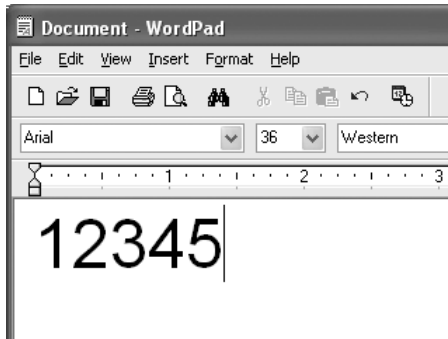 Document - WordPad
File Edit View Insert Format Help
Arial 36 Western
1 2 3
12345